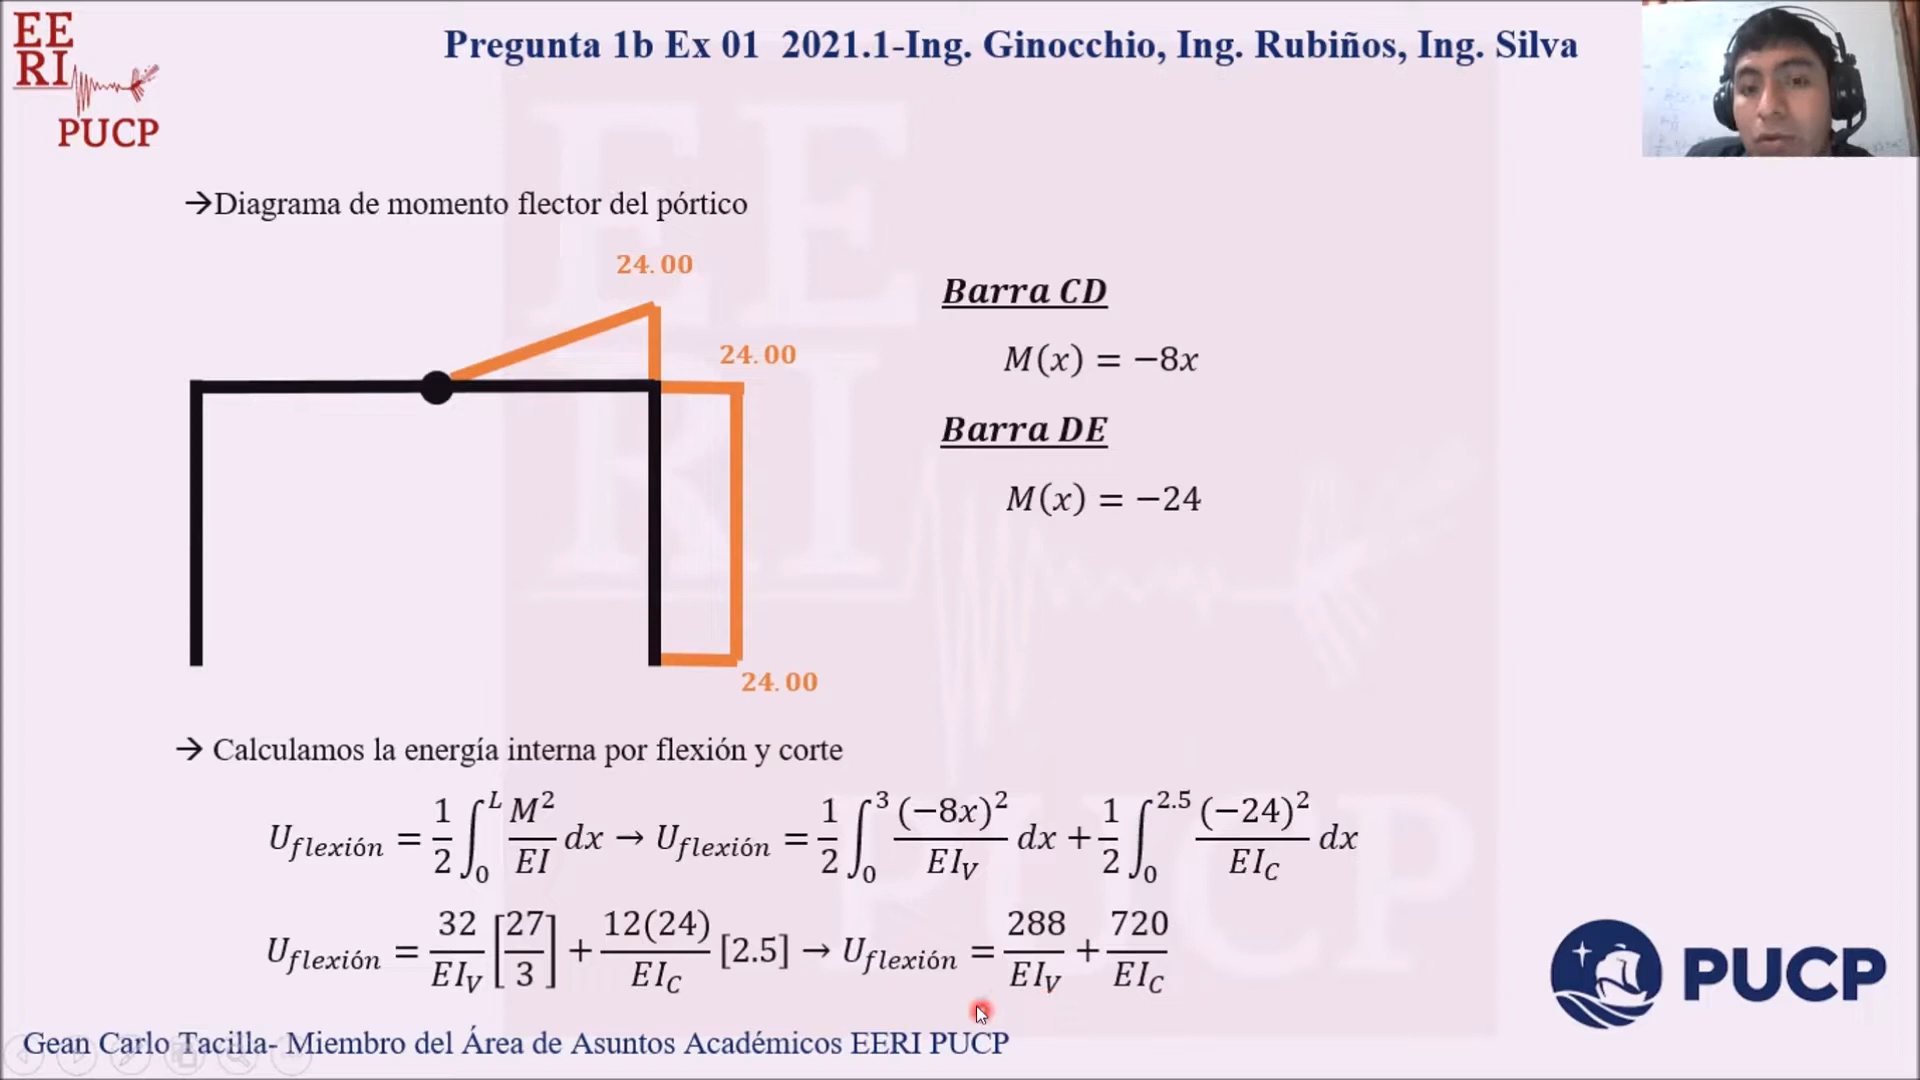 EE
RI
PUCP
Pregunta 1b Ex 01 2021.1-Ing. Ginocchio, Ing. Rubiños, Ing. Silva
→Diagrama de momento flector del pórtico
24.00
24.00
24.00
Barra CD
M(x) = −8x
Barra DE
M(x) = −24
→ Calculamos la energía interna por flexión y corte
U_flexión = 1/2 ∫_0^L M²/EI dx → U_flexión = 1/2 ∫_0^3 (−8x)²/EI_V dx + 1/2 ∫_0^2.5 (−24)²/EI_C dx
U_flexión = 32/EI_V [27/3] + 12(24)/EI_C [2.5] → U_flexión = 288/EI_V + 720/EI_C
PUCP
Gean Carlo Tacilla- Miembro del Área de Asuntos Académicos EERI PUCP